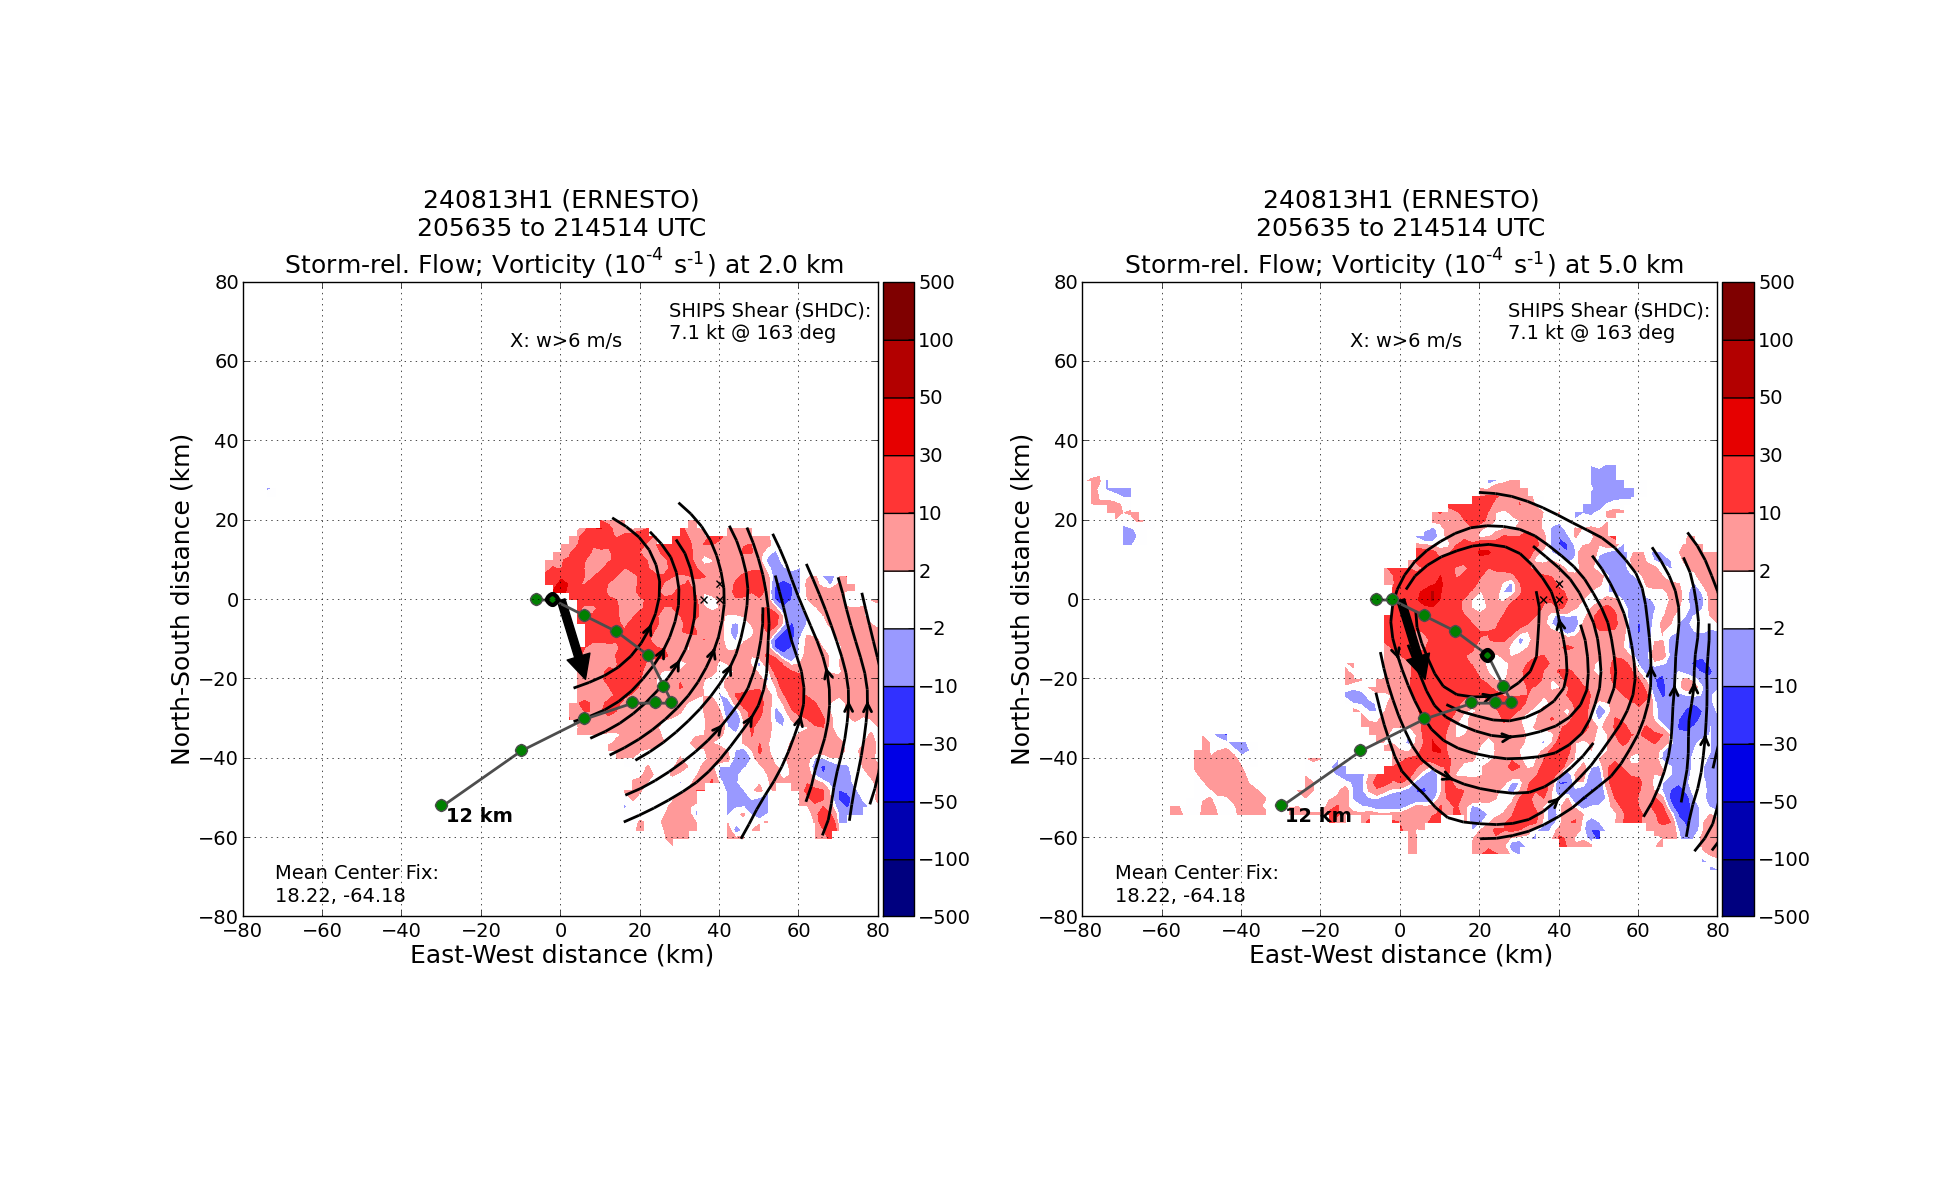 240813H1 (ERNESTO)
205635 to 214514 UTC
Storm-rel. Flow; Vorticity (10⁻⁴ s⁻¹) at 2.0 km
SHIPS Shear (SHDC):
7.1 kt @ 163 deg
X: w>6 m/s
12 km
Mean Center Fix:
18.22, -64.18
80
60
40
20
0
−20
−40
−60
−80
North-South distance (km)
−80 −60 −40 −20 0 20 40 60 80
East-West distance (km)
500
100
50
30
10
2
−2
−10
−30
−50
−100
−500
240813H1 (ERNESTO)
205635 to 214514 UTC
Storm-rel. Flow; Vorticity (10⁻⁴ s⁻¹) at 5.0 km
SHIPS Shear (SHDC):
7.1 kt @ 163 deg
X: w>6 m/s
12 km
Mean Center Fix:
18.22, -64.18
80
60
40
20
0
−20
−40
−60
−80
North-South distance (km)
−80 −60 −40 −20 0 20 40 60 80
East-West distance (km)
500
100
50
30
10
2
−2
−10
−30
−50
−100
−500